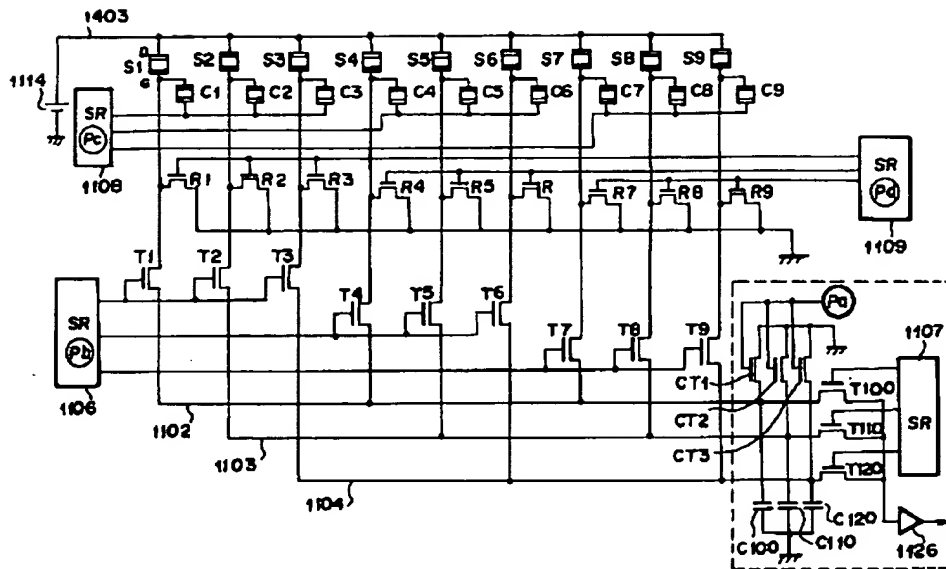 1403
D
S1 S2 S3 S4 S5 S6 S7 S8 S9
G
1114
C1 C2 C3 C4 C5 C6 C7 C8 C9
SR
Pc
1108
SR
Pd
1109
R1 R2 R3 R4 R5 R R7 R8 R9
T1 T2 T3
T4 T5 T6
T7 T8 T9
SR
Pb
1106
Pa
1107
CT1
T100
SR
CT2
1102
T110
CT3
1103
T120
1104
C120
C100 C110
1126